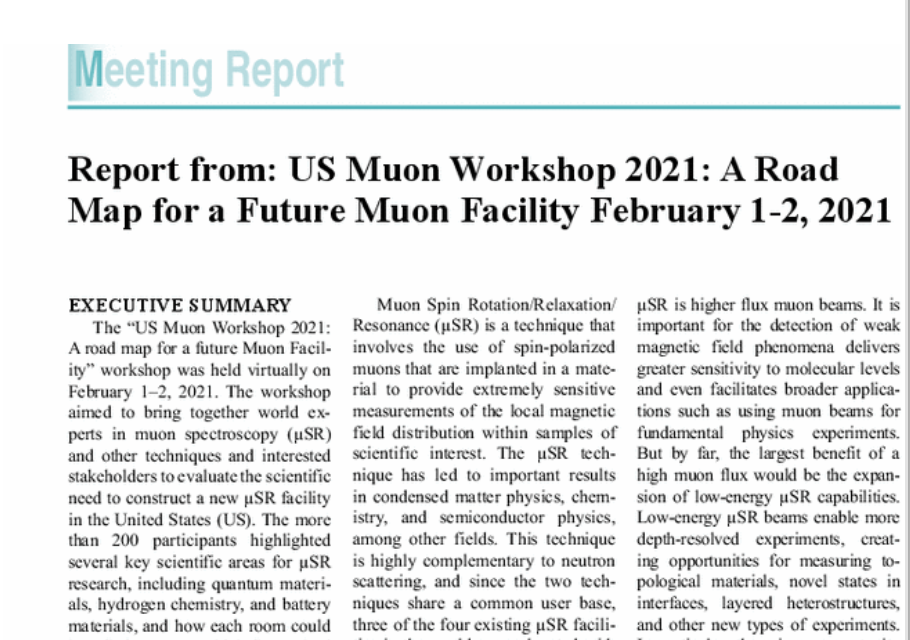 Meeting Report
Report from: US Muon Workshop 2021: A Road
Map for a Future Muon Facility February 1-2, 2021
EXECUTIVE SUMMARY
The “US Muon Workshop 2021:
A road map for a future Muon Facil-
ity” workshop was held virtually on
February 1–2, 2021. The workshop
aimed to bring together world ex-
perts in muon spectroscopy (µSR)
and other techniques and interested
stakeholders to evaluate the scientific
need to construct a new µSR facility
in the United States (US). The more
than 200 participants highlighted
several key scientific areas for µSR
research, including quantum materi-
als, hydrogen chemistry, and battery
materials, and how each room could
Muon Spin Rotation/Relaxation/
Resonance (µSR) is a technique that
involves the use of spin-polarized
muons that are implanted in a mate-
rial to provide extremely sensitive
measurements of the local magnetic
field distribution within samples of
scientific interest. The µSR tech-
nique has led to important results
in condensed matter physics, chem-
istry, and semiconductor physics,
among other fields. This technique
is highly complementary to neutron
scattering, and since the two tech-
niques share a common user base,
three of the four existing µSR facili-
µSR is higher flux muon beams. It is
important for the detection of weak
magnetic field phenomena delivers
greater sensitivity to molecular levels
and even facilitates broader applica-
tions such as using muon beams for
fundamental physics experiments.
But by far, the largest benefit of a
high muon flux would be the expan-
sion of low-energy µSR capabilities.
Low-energy µSR beams enable more
depth-resolved experiments, creat-
ing opportunities for measuring to-
pological materials, novel states in
interfaces, layered heterostructures,
and other new types of experiments.